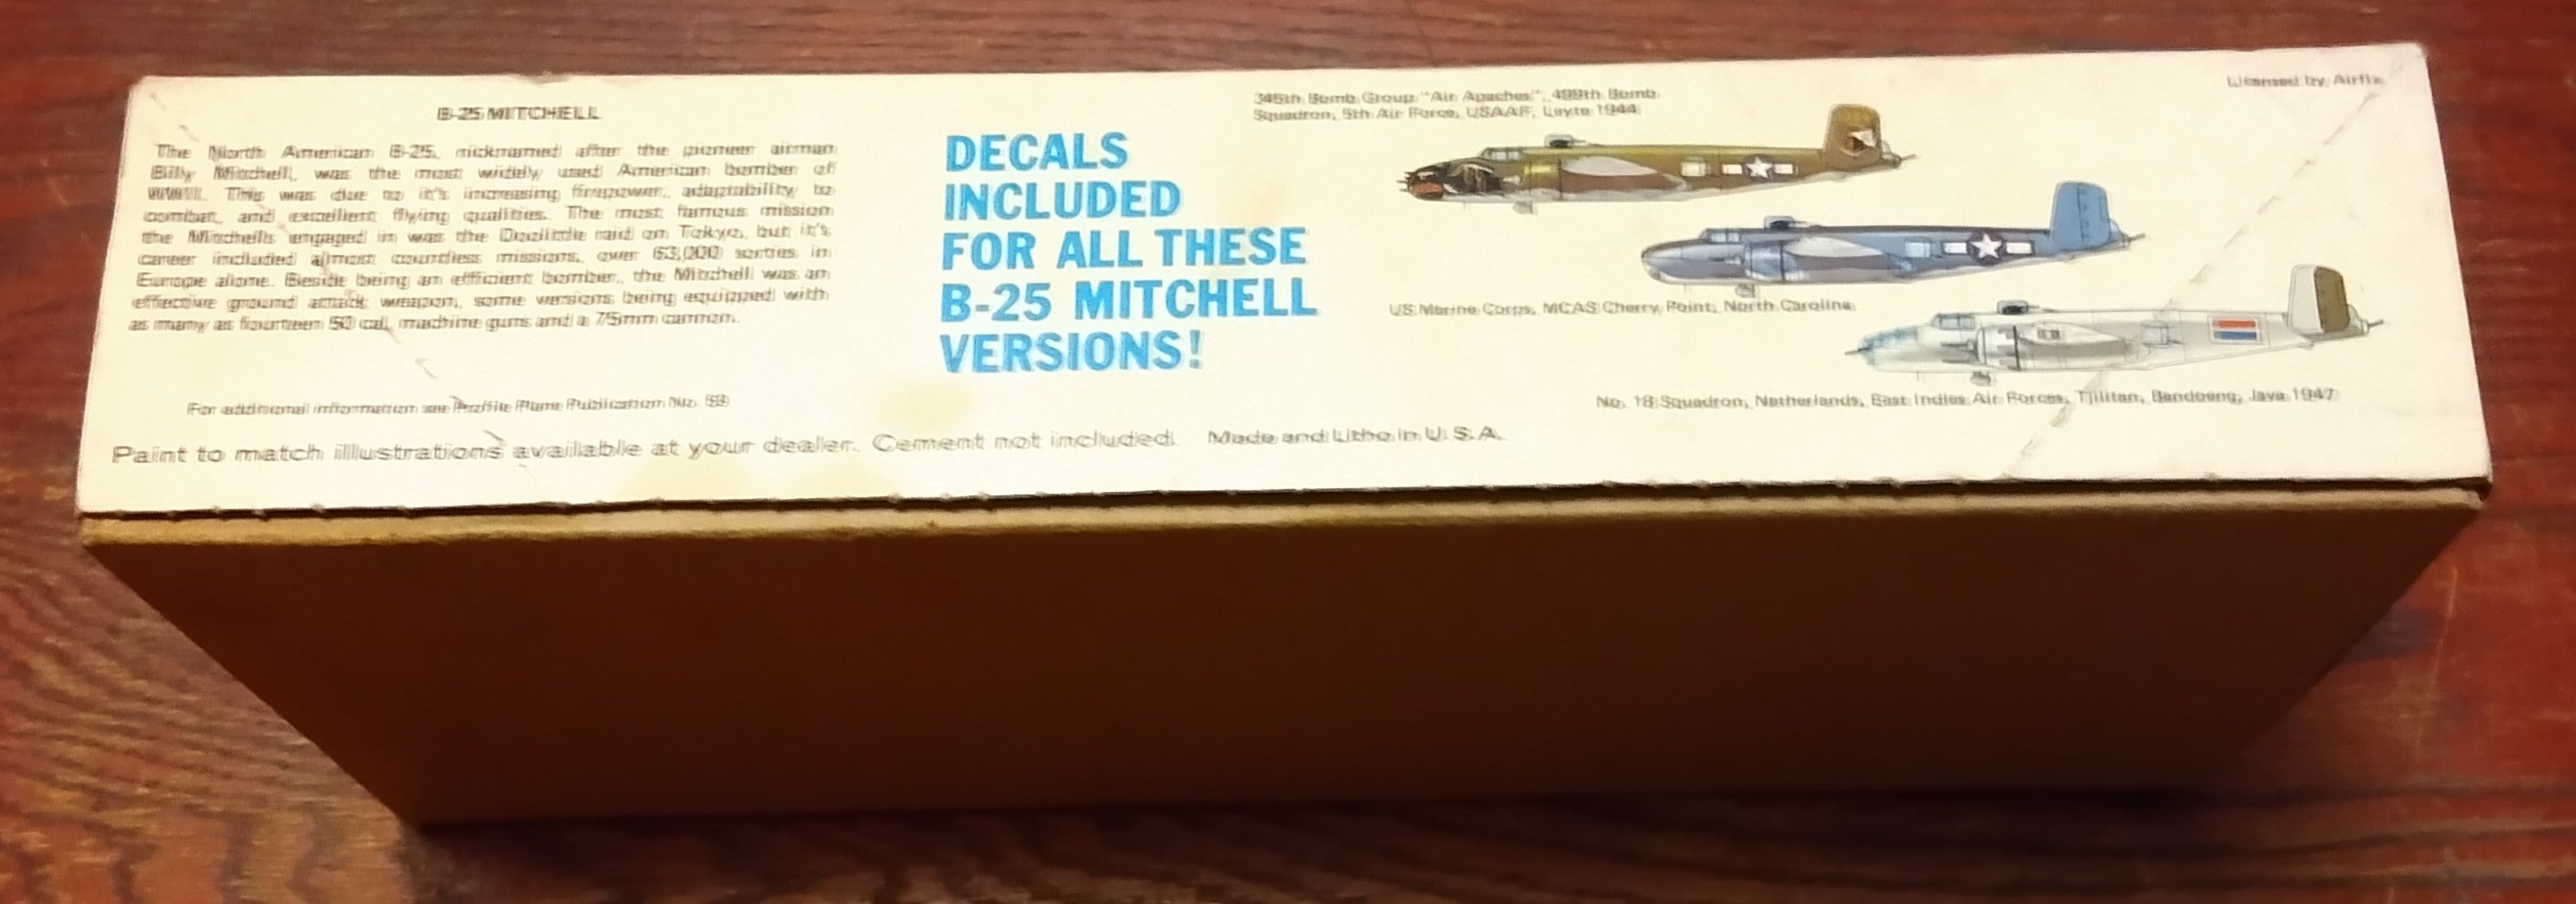 B-25 MITCHELL
The North American B-25, nicknamed after the pioneer airman
Billy Mitchell, was the most widely used American bomber of
WWII. This was due to it's increasing firepower, adaptability to
combat, and excellent flying qualities. The most famous mission
the Mitchells engaged in was the Doolittle raid on Tokyo, but it's
career included almost countless missions, over 63,000 sorties in
Europe alone. Beside being an efficient bomber, the Mitchell was an
effective ground attack weapon, some versions being equipped with
as many as fourteen 50 cal. machine guns and a 75mm cannon.
For additional information see Profile Plane Publication No. 59
Paint to match illustrations available at your dealer. Cement not included. Made and Litho in U.S.A.
DECALS
INCLUDED
FOR ALL THESE
B-25 MITCHELL
VERSIONS!
345th Bomb Group "Air Apaches", 499th Bomb
Squadron, 5th Air Force, USAAF, Leyte 1944
Licensed by Airfix
US Marine Corps, MCAS Cherry Point, North Carolina
No. 18 Squadron, Netherlands, East Indies Air Forces, Tjilitan, Bandoeng, Java 1947